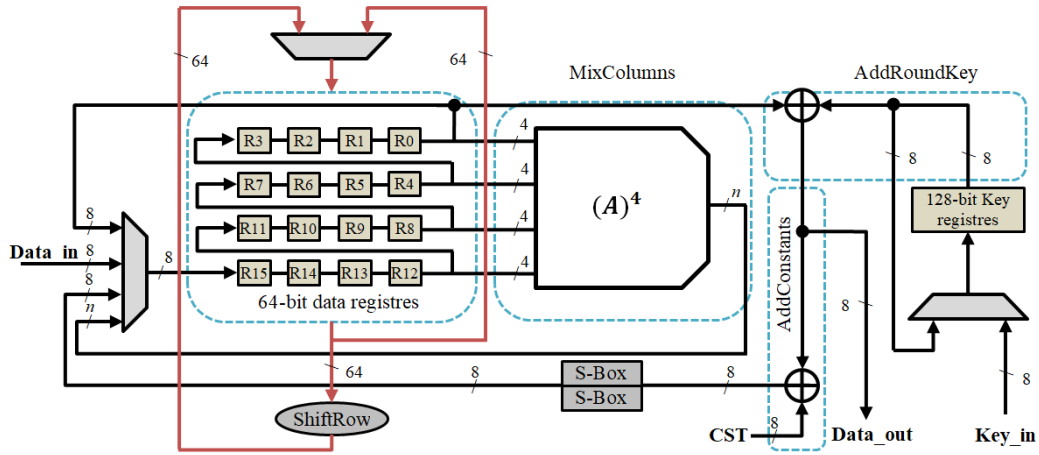 64
64
MixColumns
AddRoundKey
R3 R2 R1 R0
4
R7 R6 R5 R4
4
8
8
(A)⁴
n
128-bit Key
registres
R11 R10 R9 R8
4
8
Data_in
8
8
8
n
R15 R14 R13 R12
4
64-bit data registres
AddConstants
8
64
8
S-Box
S-Box
8
8
ShiftRow
CST
8
Data_out
Key_in